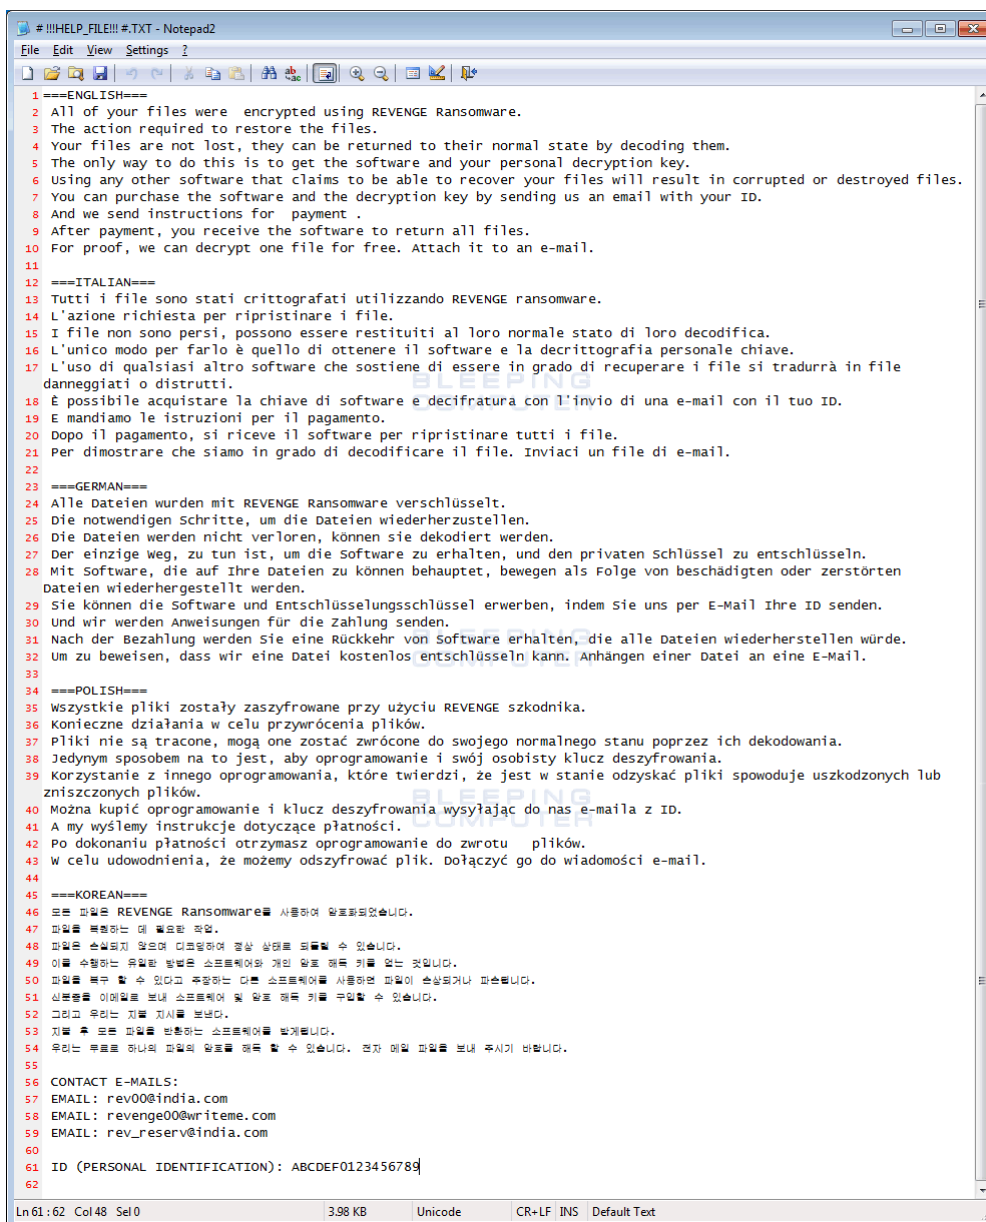 # !!!HELP_FILE!!! #.TXT - Notepad2
File Edit View Settings ?
1 ===ENGLISH===
2 All of your files were  encrypted using REVENGE Ransomware.
3 The action required to restore the files.
4 Your files are not lost, they can be returned to their normal state by decoding them.
5 The only way to do this is to get the software and your personal decryption key.
6 Using any other software that claims to be able to recover your files will result in corrupted or destroyed files.
7 You can purchase the software and the decryption key by sending us an email with your ID.
8 And we send instructions for  payment .
9 After payment, you receive the software to return all files.
10 For proof, we can decrypt one file for free. Attach it to an e-mail.
11
12 ===ITALIAN===
13 Tutti i file sono stati crittografati utilizzando REVENGE ransomware.
14 L'azione richiesta per ripristinare i file.
15 I file non sono persi, possono essere restituiti al loro normale stato di loro decodifica.
16 L'unico modo per farlo è quello di ottenere il software e la decrittografia personale chiave.
17 L'uso di qualsiasi altro software che sostiene di essere in grado di recuperare i file si tradurrà in file
danneggiati o distrutti.
BLEEPING
COMPUTER
18 È possibile acquistare la chiave di software e decifratura con l'invio di una e-mail con il tuo ID.
19 E mandiamo le istruzioni per il pagamento.
20 Dopo il pagamento, si riceve il software per ripristinare tutti i file.
21 Per dimostrare che siamo in grado di decodificare il file. Inviaci un file di e-mail.
22
23 ===GERMAN===
24 Alle Dateien wurden mit REVENGE Ransomware verschlüsselt.
25 Die notwendigen Schritte, um die Dateien wiederherzustellen.
26 Die Dateien werden nicht verloren, können sie dekodiert werden.
27 Der einzige Weg, zu tun ist, um die Software zu erhalten, und den privaten Schlüssel zu entschlüsseln.
28 Mit Software, die auf Ihre Dateien zu können behauptet, bewegen als Folge von beschädigten oder zerstörten
Dateien wiederhergestellt werden.
29 Sie können die Software und Entschlüsselungsschlüssel erwerben, indem Sie uns per E-Mail Ihre ID senden.
30 Und wir werden Anweisungen für die Zahlung senden.
31 Nach der Bezahlung werden Sie eine Rückkehr von Software erhalten, die alle Dateien wiederherstellen würde.
32 Um zu beweisen, dass wir eine Datei kostenlos entschlüsseln kann. Anhängen einer Datei an eine E-Mail.
BLEEPING
COMPUTER
33
34 ===POLISH===
35 Wszystkie pliki zostały zaszyfrowane przy użyciu REVENGE szkodnika.
36 Konieczne działania w celu przywrócenia plików.
37 Pliki nie są tracone, mogą one zostać zwrócone do swojego normalnego stanu poprzez ich dekodowania.
38 Jedynym sposobem na to jest, aby oprogramowanie i swój osobisty klucz deszyfrowania.
39 Korzystanie z innego oprogramowania, które twierdzi, że jest w stanie odzyskać pliki spowoduje uszkodzonych lub
zniszczonych plików.
BLEEPING
COMPUTER
40 Można kupić oprogramowanie i klucz deszyfrowania wysyłając do nas e-maila z ID.
41 A my wyślemy instrukcje dotyczące płatności.
42 Po dokonaniu płatności otrzymasz oprogramowanie do zwrotu   plików.
43 W celu udowodnienia, że możemy odszyfrować plik. Dołączyć go do wiadomości e-mail.
44
45 ===KOREAN===
46 모든 파일은 REVENGE Ransomware를 사용하여 암호화되었습니다.
47 파일을 복원하는 데 필요한 작업.
48 파일은 손실되지 않으며 디코딩하여 정상 상태로 되돌릴 수 있습니다.
49 이를 수행하는 유일한 방법은 소프트웨어와 개인 암호 해독 키를 얻는 것입니다.
50 파일을 복구 할 수 있다고 주장하는 다른 소프트웨어를 사용하면 파일이 손상되거나 파손됩니다.
51 신분증을 이메일로 보내 소프트웨어 및 암호 해독 키를 구입할 수 있습니다.
52 그리고 우리는 지불 지시를 보낸다.
53 지불 후 모든 파일을 반환하는 소프트웨어를 받게됩니다.
54 우리는 무료로 하나의 파일의 암호를 해독 할 수 있습니다. 전자 메일 파일을 보내 주시기 바랍니다.
55
56 CONTACT E-MAILS:
57 EMAIL: rev00@india.com
58 EMAIL: revenge00@writeme.com
59 EMAIL: rev_reserv@india.com
60
61 ID (PERSONAL IDENTIFICATION): ABCDEF0123456789
62
Ln 61 : 62 Col 48 Sel 0 3.98 KB Unicode CR+LF INS Default Text